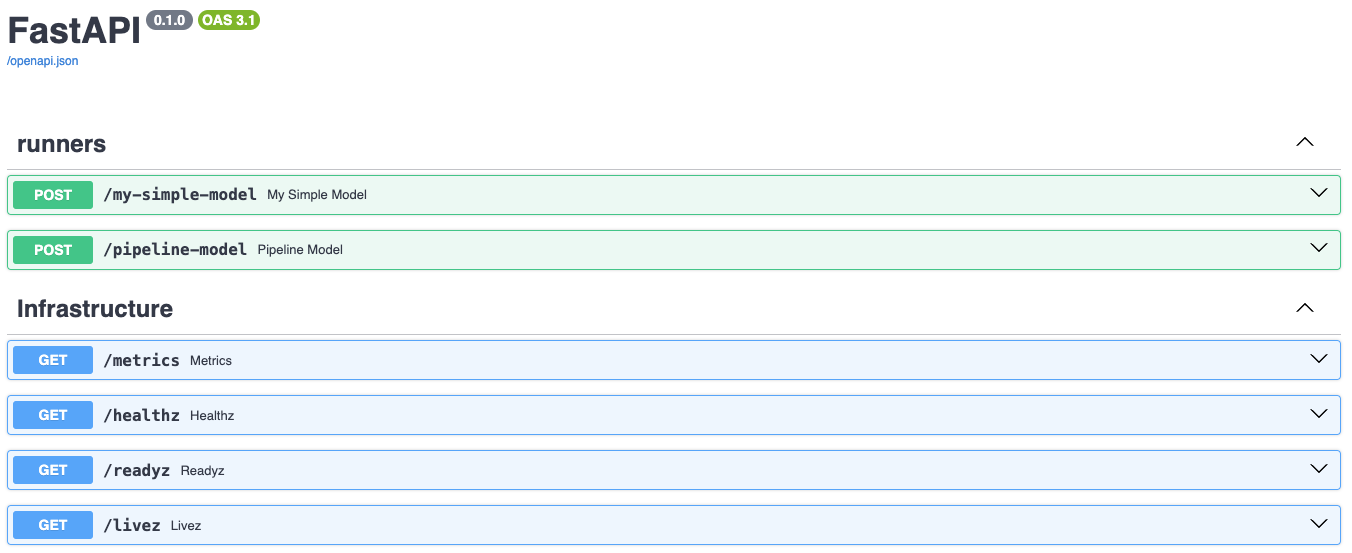 FastAPI 0.1.0 OAS 3.1
/openapi.json
runners
POST /my-simple-model My Simple Model
POST /pipeline-model Pipeline Model
Infrastructure
GET /metrics Metrics
GET /healthz Healthz
GET /readyz Readyz
GET /livez Livez